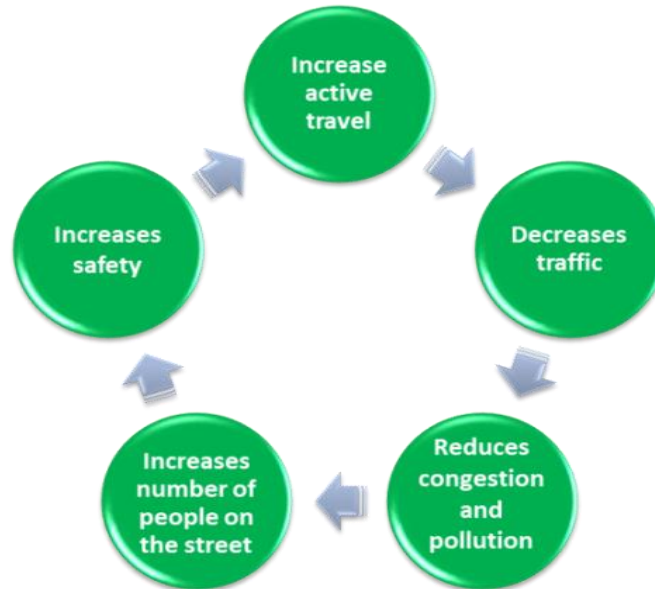 Increase
active
travel
Decreases
traffic
Reduces
congestion
and
pollution
Increases
number of
people on
the street
Increases
safety